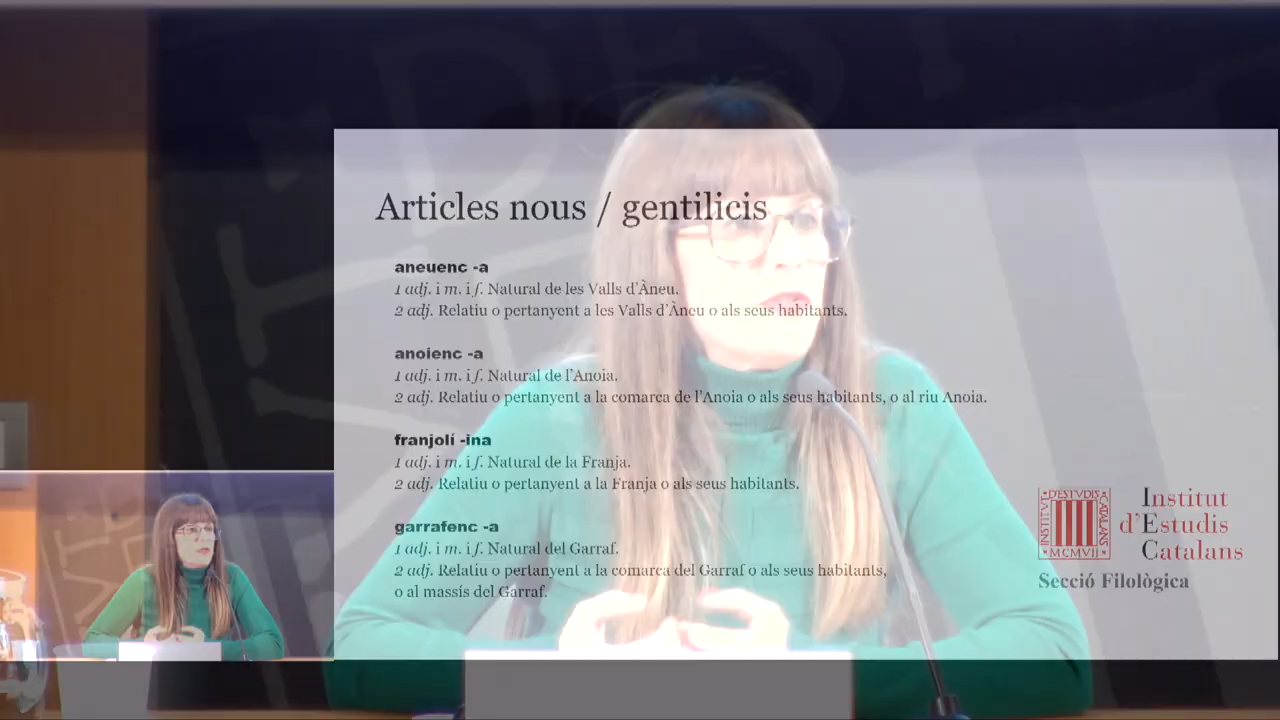 Articles nous / gentilicis
aneuenc -a
1 adj. i m. i f. Natural de les Valls d'Àneu.
2 adj. Relatiu o pertanyent a les Valls d'Àneu o als seus habitants.
anoienc -a
1 adj. i m. i f. Natural de l'Anoia.
2 adj. Relatiu o pertanyent a la comarca de l'Anoia o als seus habitants, o al riu Anoia.
franjolí -ina
1 adj. i m. i f. Natural de la Franja.
2 adj. Relatiu o pertanyent a la Franja o als seus habitants.
garrafenc -a
1 adj. i m. i f. Natural del Garraf.
2 adj. Relatiu o pertanyent a la comarca del Garraf o als seus habitants,
o al massís del Garraf.
INSTITVT
D'ESTVDIS
CATALANS
MCMVII
Institut
d'Estudis
Catalans
Secció Filològica